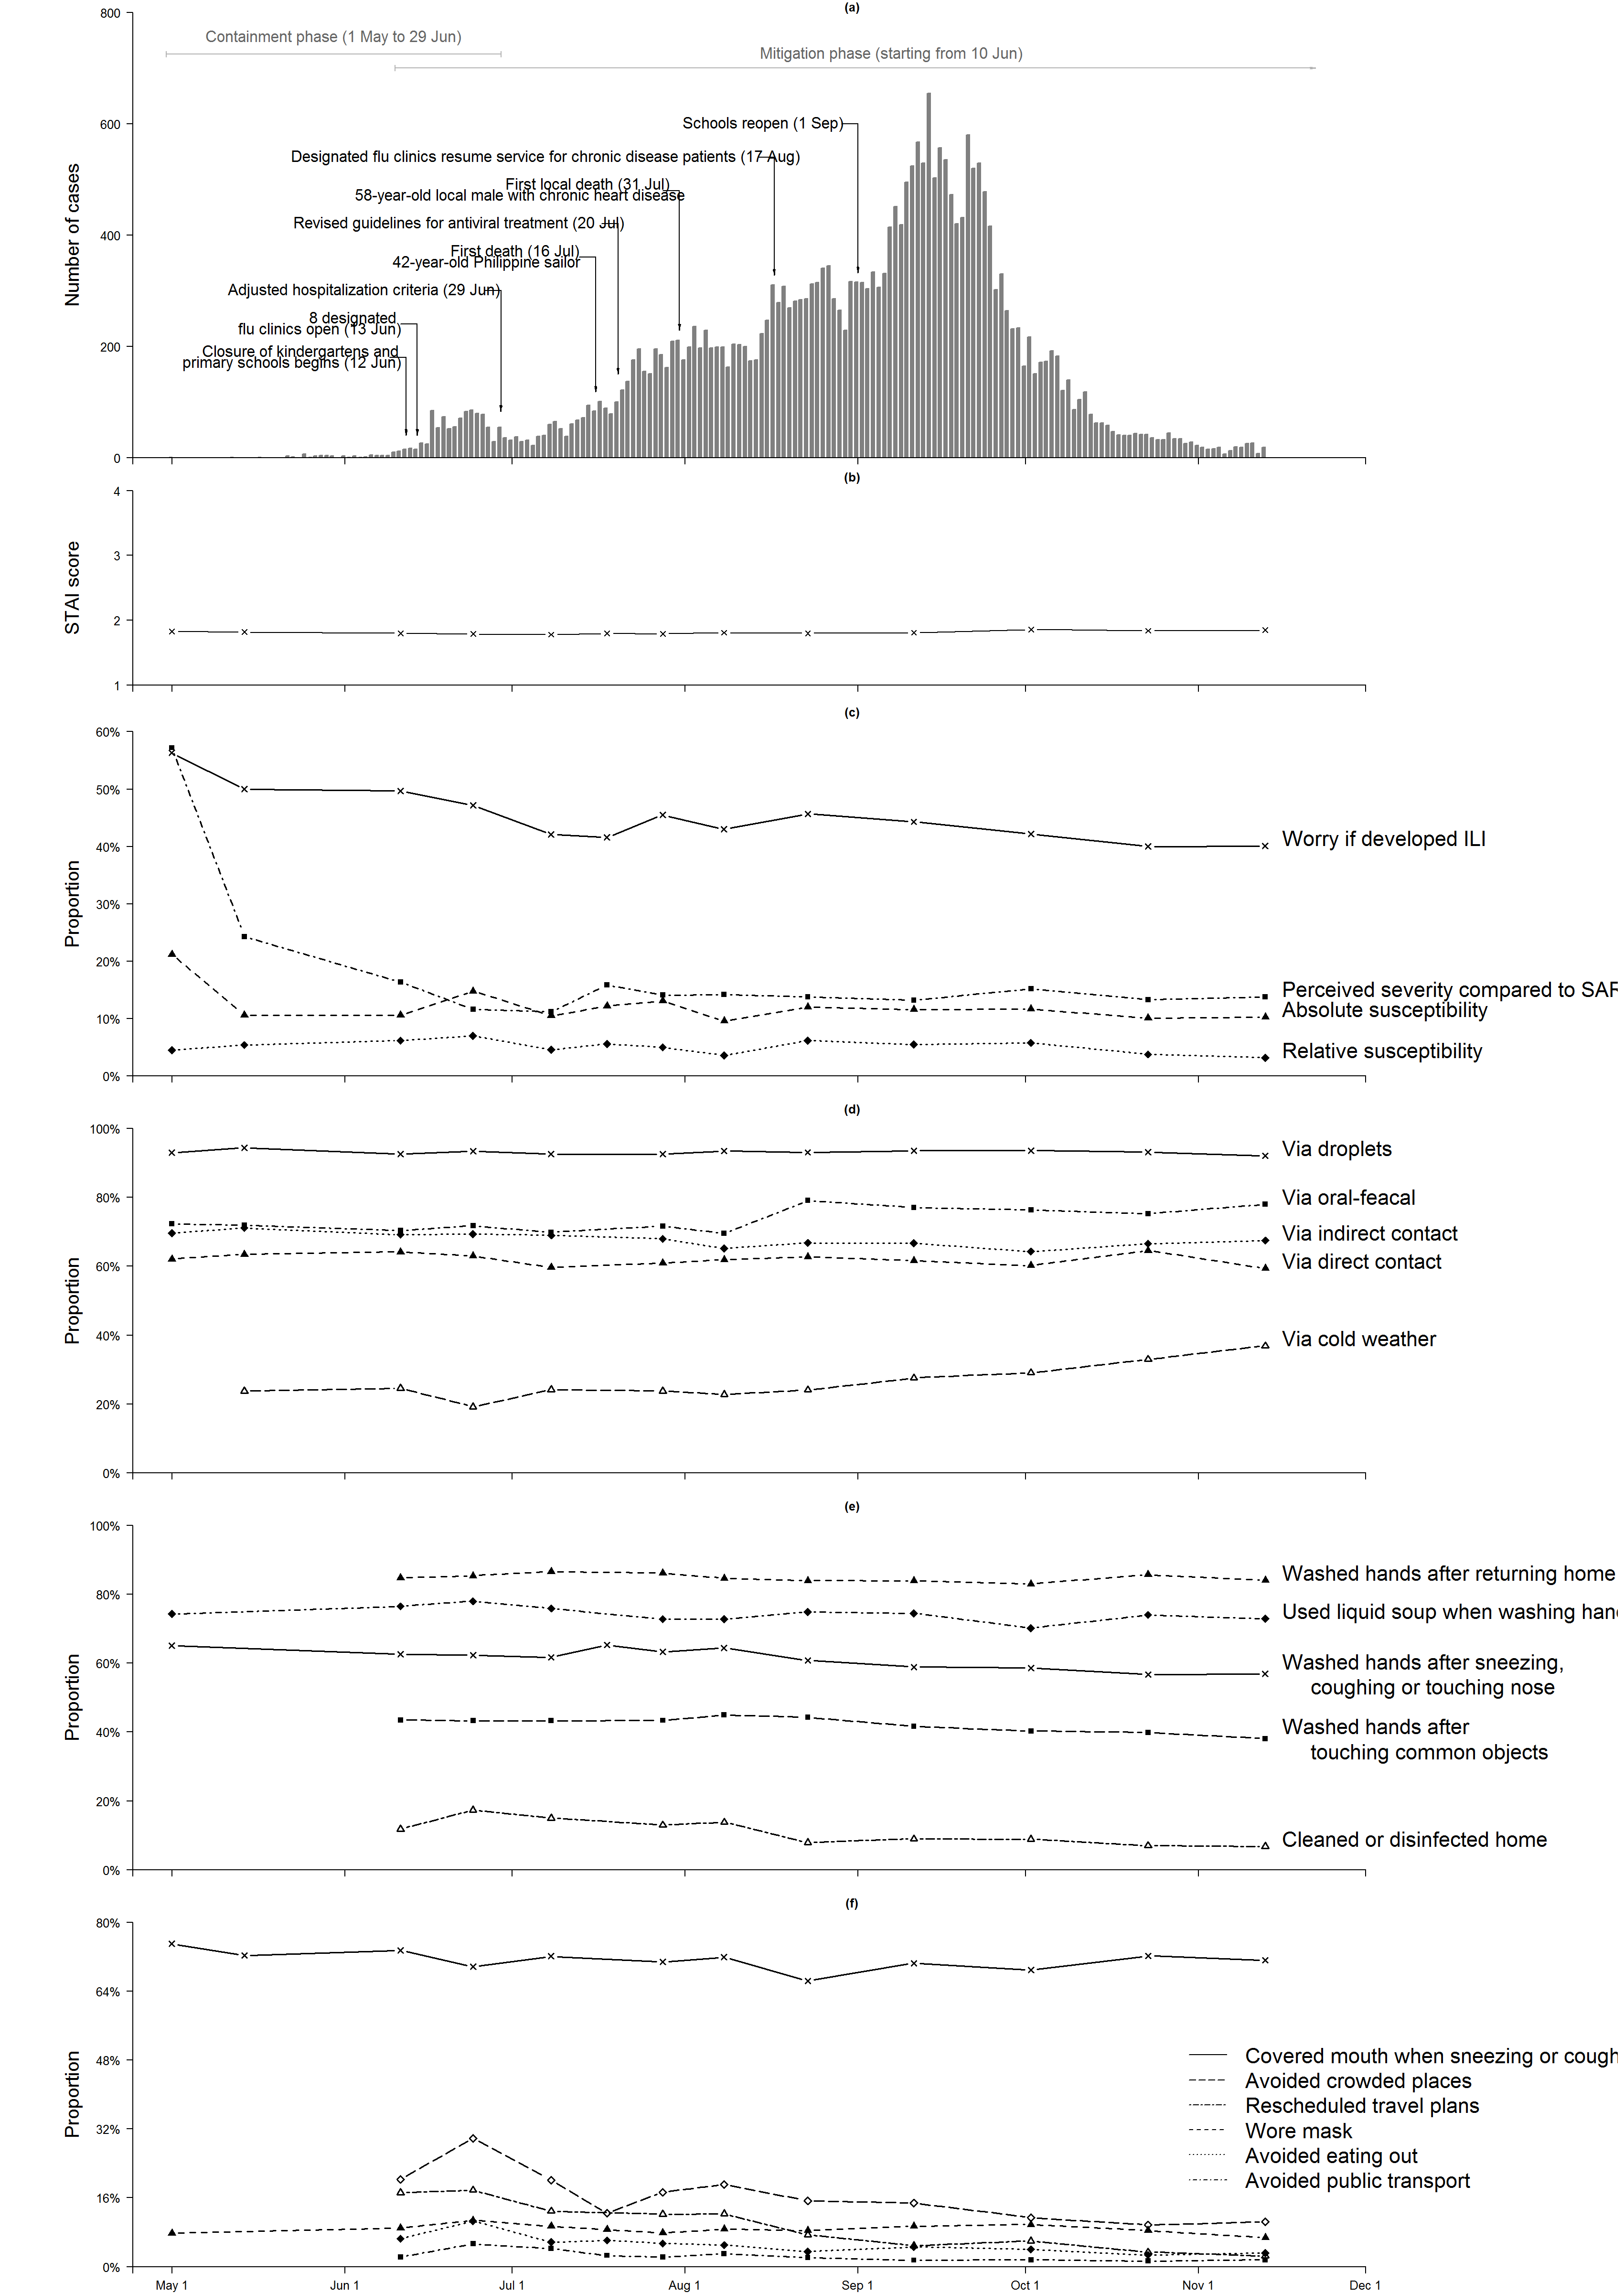 (a)
800
600
400
200
0
Number of cases
Containment phase (1 May to 29 Jun)
Mitigation phase (starting from 10 Jun)
Schools reopen (1 Sep)
Designated flu clinics resume service for chronic disease patients (17 Aug)
First local death (31 Jul)
58-year-old local male with chronic heart disease
Revised guidelines for antiviral treatment (20 Jul)
First death (16 Jul)
42-year-old Philippine sailor
Adjusted hospitalization criteria (29 Jun)
8 designated
flu clinics open (13 Jun)
Closure of kindergartens and
primary schools begins (12 Jun)
(b)
4
3
2
1
STAI score
(c)
60%
50%
40%
30%
20%
10%
0%
Proportion
Worry if developed ILI
Perceived severity compared to SAR
Absolute susceptibility
Relative susceptibility
(d)
100%
80%
60%
40%
20%
0%
Proportion
Via droplets
Via oral-feacal
Via indirect contact
Via direct contact
Via cold weather
(e)
100%
80%
60%
40%
20%
0%
Proportion
Washed hands after returning home
Used liquid soup when washing han
Washed hands after sneezing,
coughing or touching nose
Washed hands after
touching common objects
Cleaned or disinfected home
(f)
80%
64%
48%
32%
16%
0%
Proportion
Covered mouth when sneezing or cough
Avoided crowded places
Rescheduled travel plans
Wore mask
Avoided eating out
Avoided public transport
May 1
Jun 1
Jul 1
Aug 1
Sep 1
Oct 1
Nov 1
Dec 1